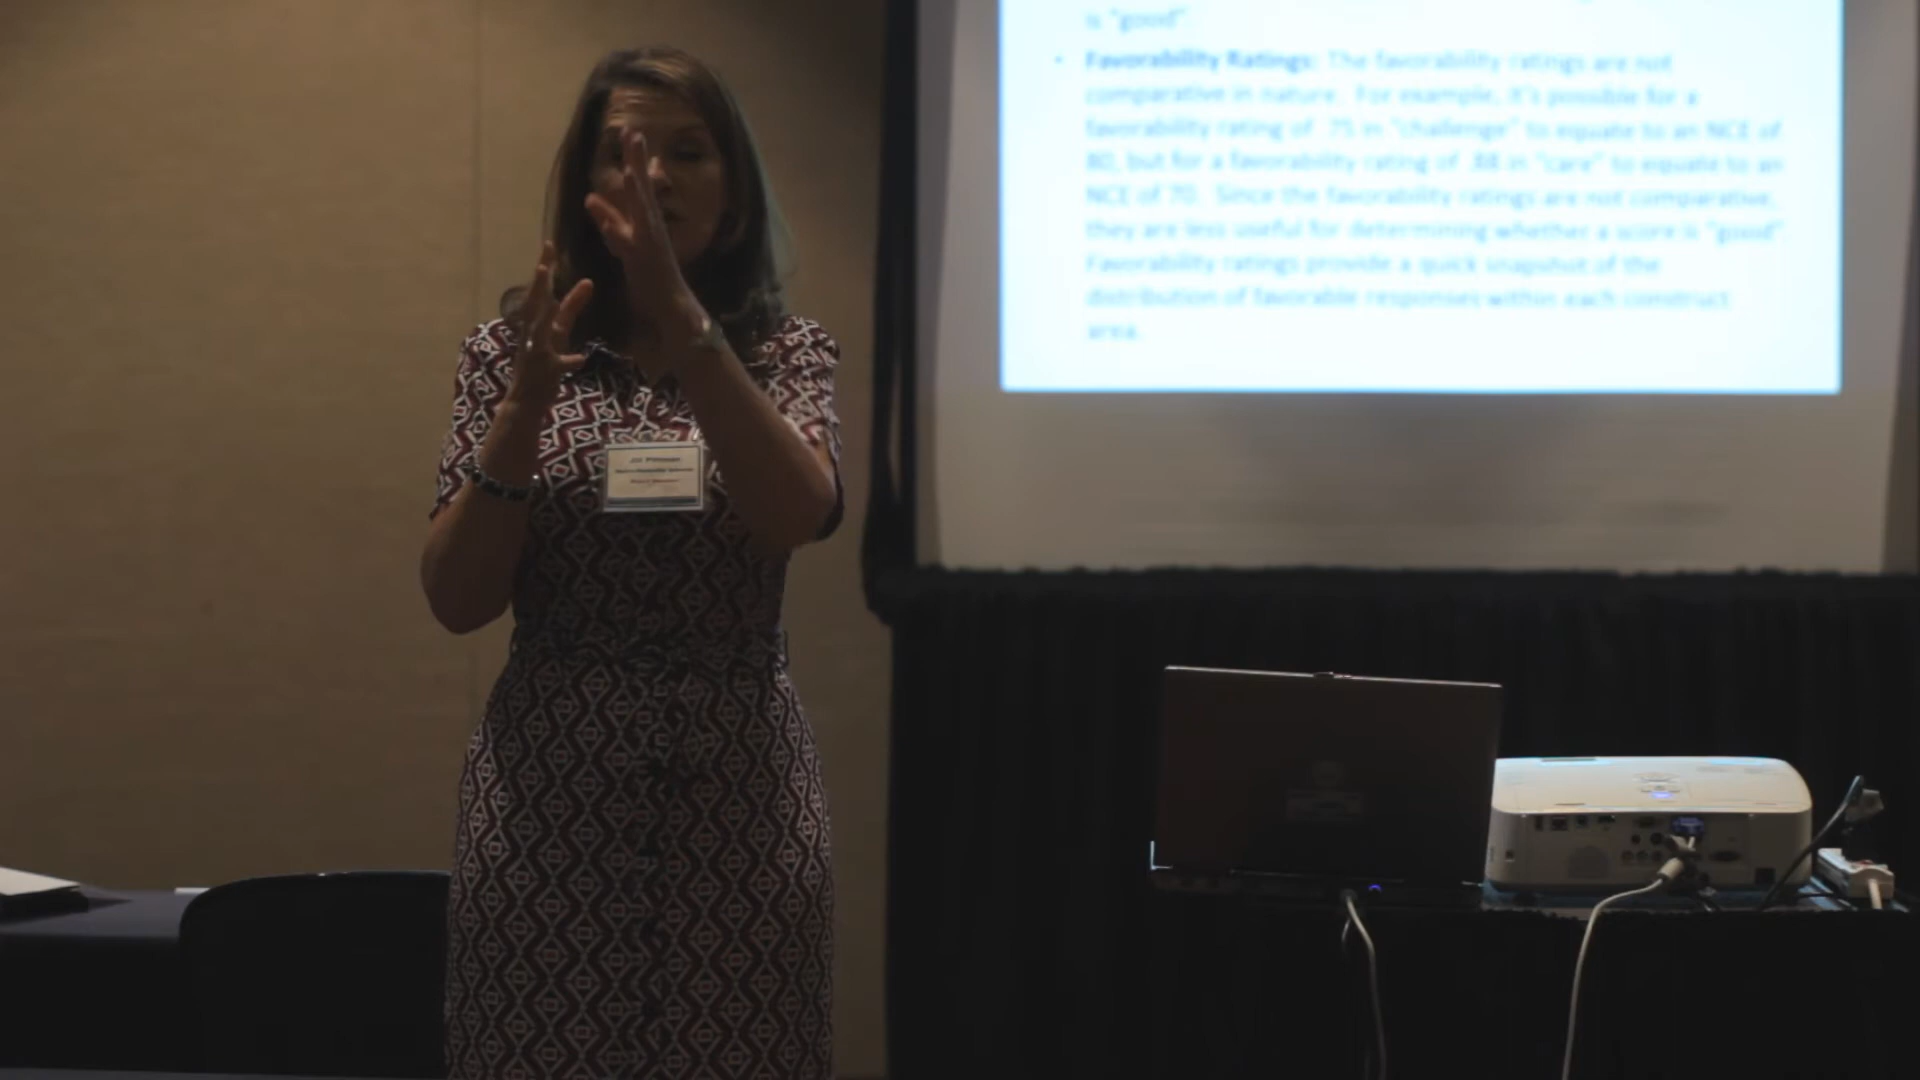 is "good".
• Favorability Ratings: The favorability ratings are not
comparative in nature. For example, it's possible for a
favorability rating of .75 in "challenge" to equate to an NCE of
80, but for a favorability rating of .88 in "care" to equate to an
NCE of 70. Since the favorability ratings are not comparative,
they are less useful for determining whether a score is "good".
Favorability ratings provide a quick snapshot of the
distribution of favorable responses within each construct
area.